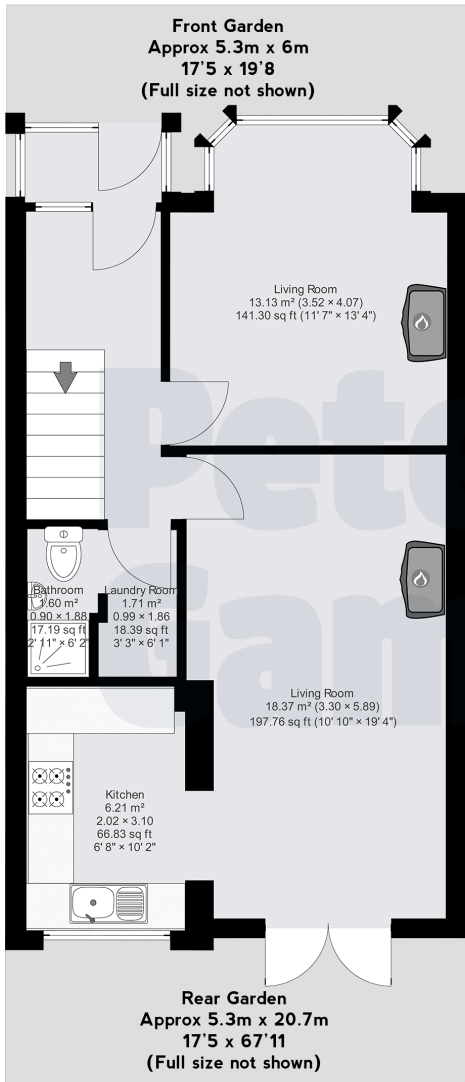 Front Garden
Approx 5.3m x 6m
17'5 x 19'8
(Full size not shown)
Living Room
13.13 m² (3.52 × 4.07)
141.30 sq ft (11' 7" × 13' 4")
Bathroom
1.60 m²
0.90 × 1.88
17.19 sq ft
2' 11" × 6' 2"
Laundry Room
1.71 m²
0.99 × 1.86
18.39 sq ft
3' 3" × 6' 1"
Living Room
18.37 m² (3.30 × 5.89)
197.76 sq ft (10' 10" × 19' 4")
Kitchen
6.21 m²
2.02 × 3.10
66.83 sq ft
6' 8" × 10' 2"
Rear Garden
Approx 5.3m x 20.7m
17'5 x 67'11
(Full size not shown)